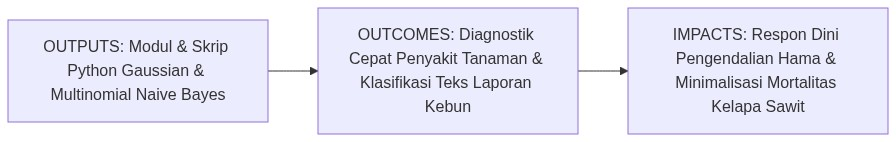 OUTPUTS: Modul & Skrip
Python Gaussian &
Multinomial Naive Bayes
OUTCOMES: Diagnostik
Cepat Penyakit Tanaman &
Klasifikasi Teks Laporan
Kebun
IMPACTS: Respon Dini
Pengendalian Hama &
Minimalisasi Mortalitas
Kelapa Sawit